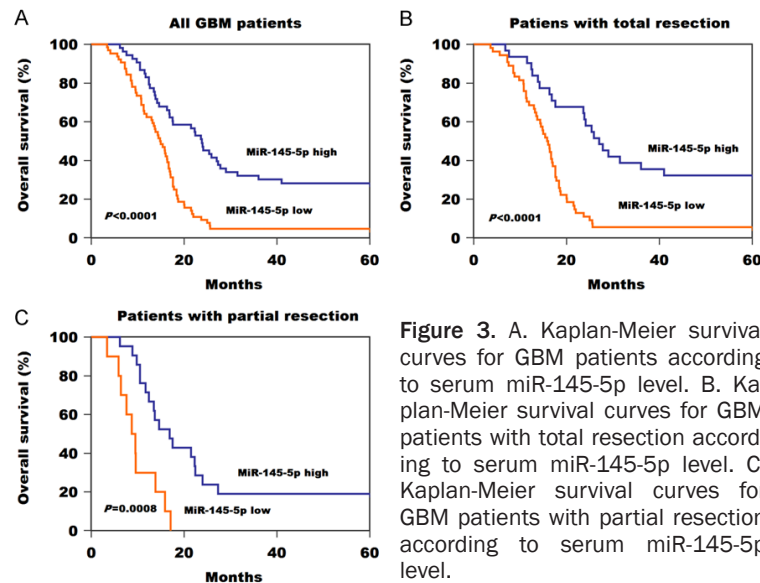 A
All GBM patients
100
80
60
40
20
0
Overall survival (%)
MiR-145-5p high
MiR-145-5p low
P<0.0001
0 20 40 60
Months
B
Patiens with total resection
100
80
60
40
20
0
Overall survival (%)
MiR-145-5p high
MiR-145-5p low
P<0.0001
0 20 40 60
Months
C
Patients with partial resection
100
80
60
40
20
0
Overall survival (%)
MiR-145-5p high
MiR-145-5p low
P=0.0008
0 20 40 60
Months
Figure 3. A. Kaplan-Meier surviva
curves for GBM patients according
to serum miR-145-5p level. B. Ka
plan-Meier survival curves for GBM
patients with total resection accord
ing to serum miR-145-5p level. C
Kaplan-Meier survival curves for
GBM patients with partial resection
according to serum miR-145-5p
level.